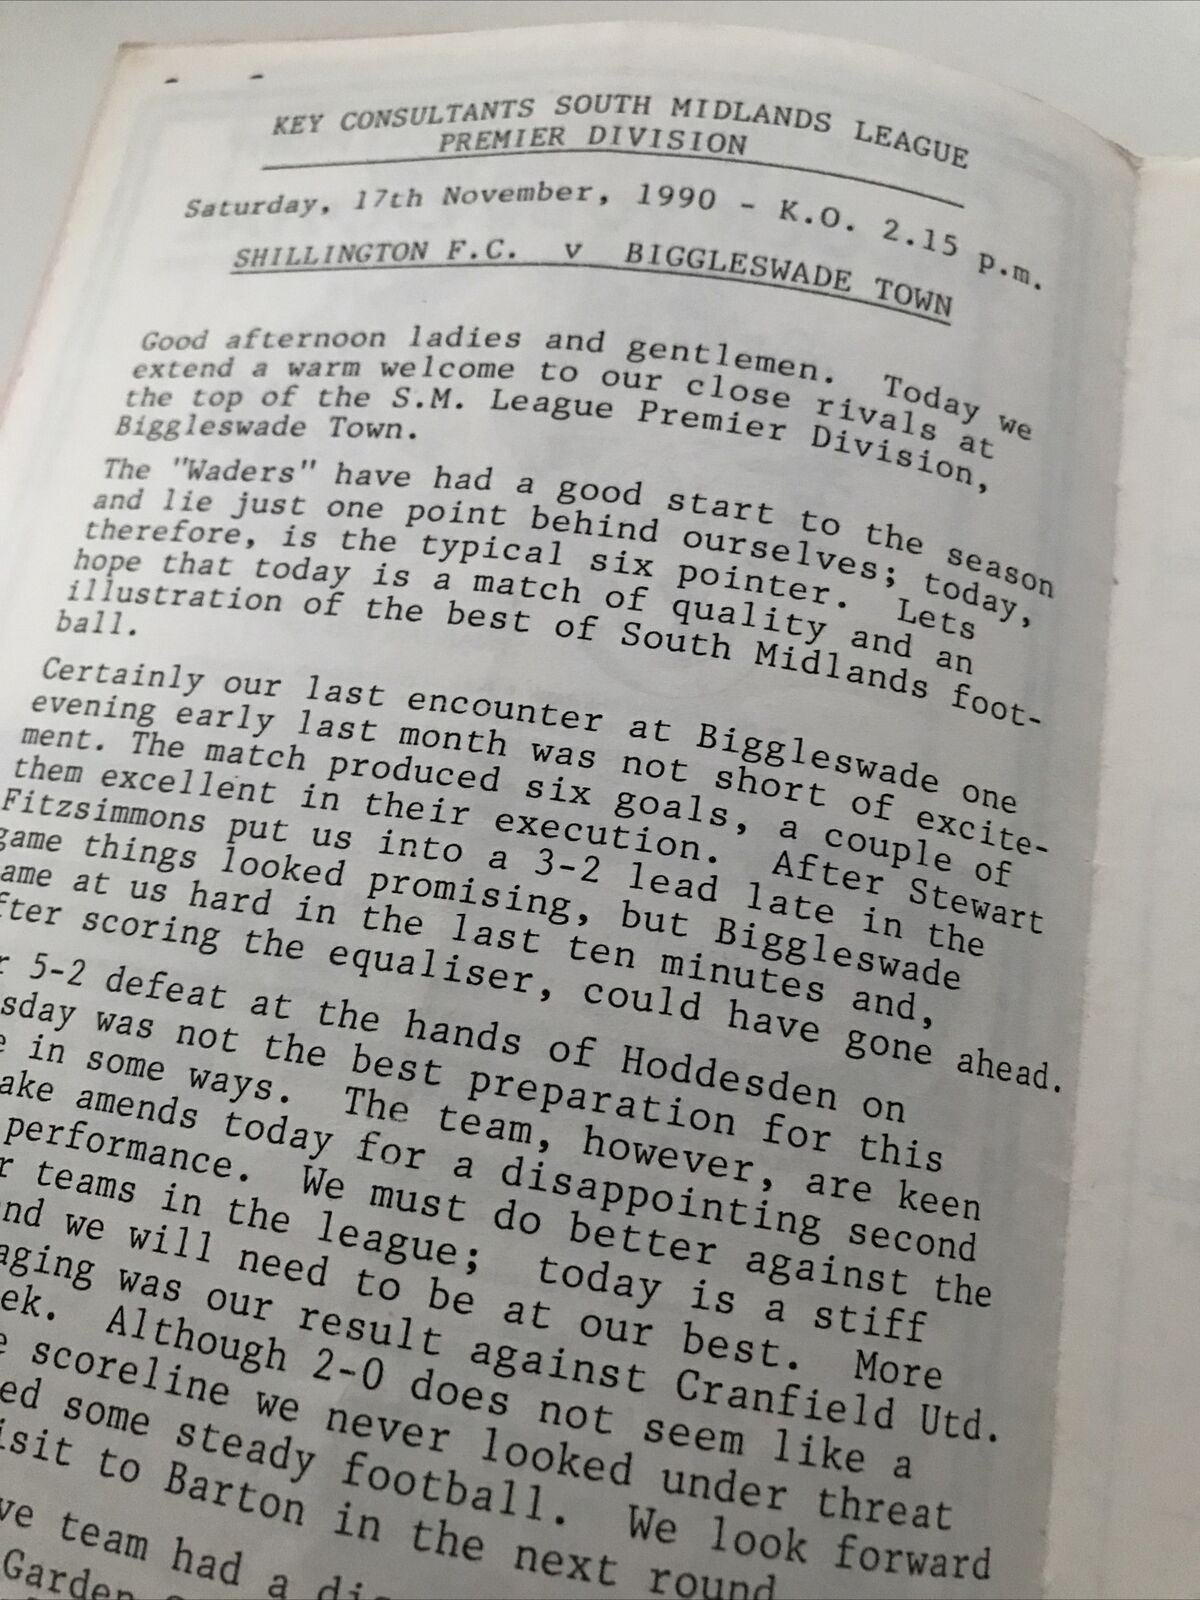 KEY CONSULTANTS SOUTH MIDLANDS LEAGUE
PREMIER DIVISION
Saturday, 17th November, 1990 - K.O. 2.15 p.m.
SHILLINGTON F.C. v BIGGLESWADE TOWN
Good afternoon ladies and gentlemen. Today we
extend a warm welcome to our close rivals at
the top of the S.M. League Premier Division,
Biggleswade Town.
The "Waders" have had a good start to the season
and lie just one point behind ourselves; today,
therefore, is the typical six pointer. Lets
hope that today is a match of quality and an
illustration of the best of South Midlands foot-
ball.
Certainly our last encounter at Biggleswade one
evening early last month was not short of excite-
ment. The match produced six goals, a couple of
them excellent in their execution. After Stewart
Fitzsimmons put us into a 3-2 lead late in the
game things looked promising, but Biggleswade
ame at us hard in the last ten minutes and,
fter scoring the equaliser, could have gone ahead.
r 5-2 defeat at the hands of Hoddesden on
sday was not the best preparation for this
e in some ways. The team, however, are keen
ake amends today for a disappointing second
performance. We must do better against the
r teams in the league; today is a stiff
nd we will need to be at our best. More
aging was our result against Cranfield Utd.
ek. Although 2-0 does not seem like a
e scoreline we never looked under threat
ed some steady football. We look forward
isit to Barton in the next round
ve team had a dis
Garden